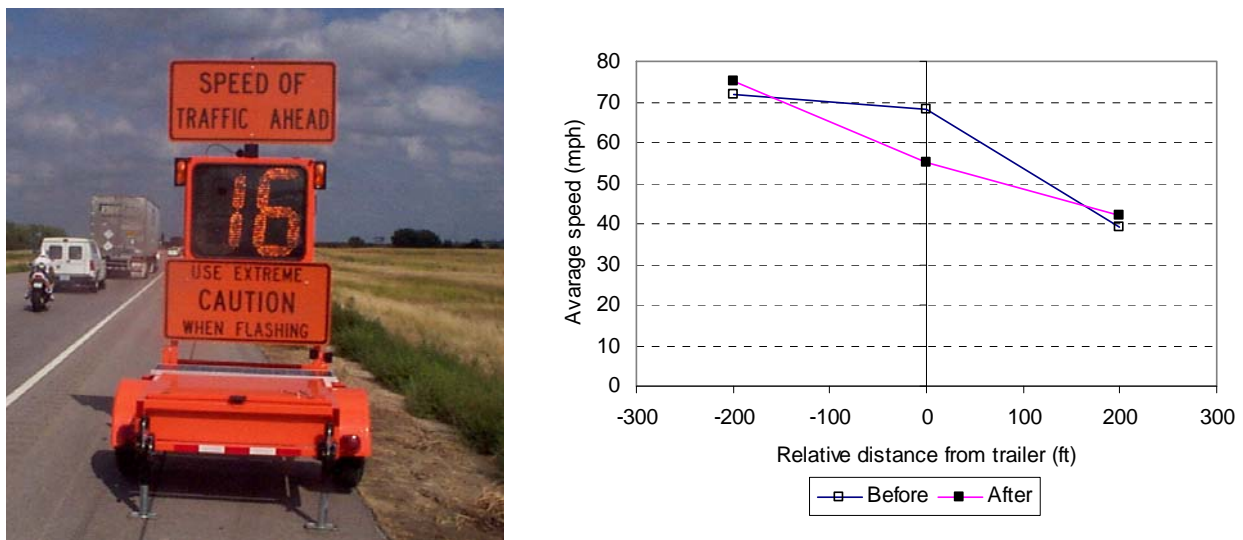 SPEED OF
TRAFFIC AHEAD
16
USE EXTREME
CAUTION
WHEN FLASHING
80
70
60
50
40
30
20
10
0
-300
-200
-100
0
100
200
300
Avarage speed (mph)
Relative distance from trailer (ft)
Before
After